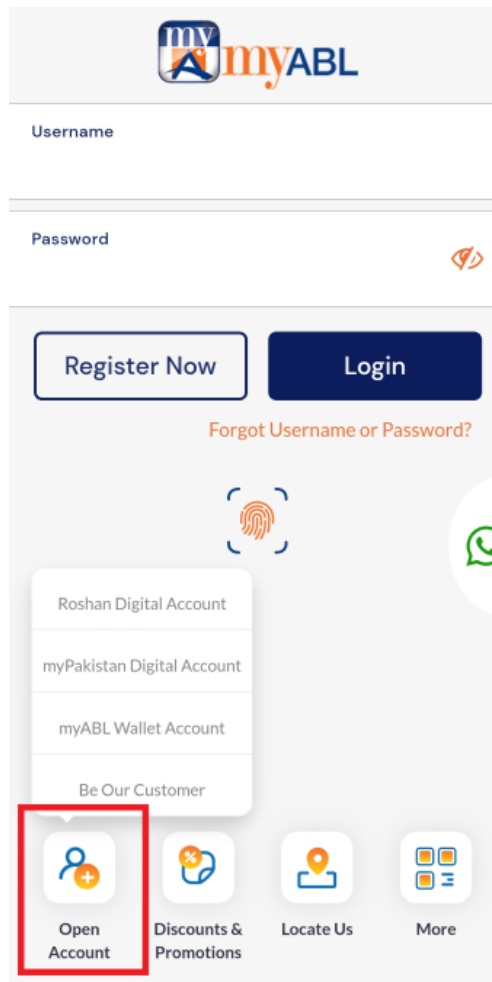 my
myABL
Username
Password
Register Now
Login
Forgot Username or Password?
Roshan Digital Account
myPakistan Digital Account
myABL Wallet Account
Be Our Customer
Open
Account
Discounts &
Promotions
Locate Us
More